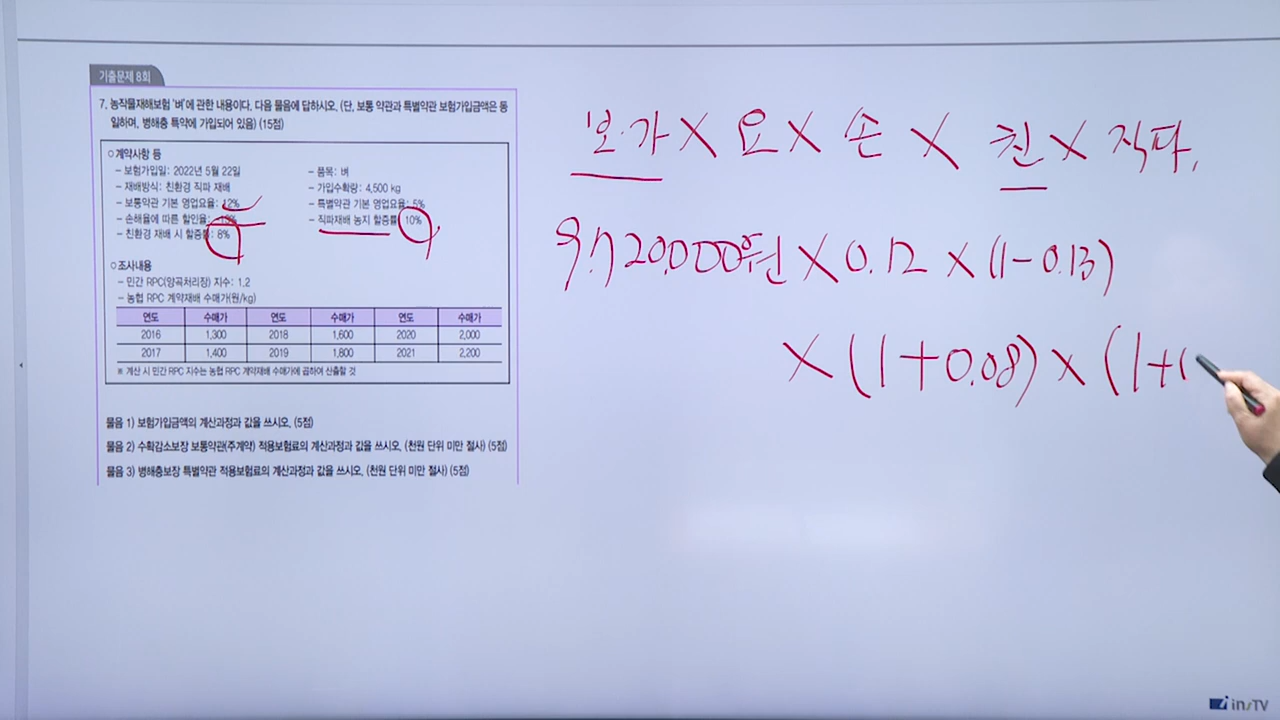 기출문제 8회
7. 농작물재해보험 '벼'에 관한 내용이다. 다음 물음에 답하시오. (단, 보통 약관과 특별약관 보험가입금액은 동
일하며, 병해충 특약에 가입되어 있음) (15점)
○ 계약사항 등
- 보험가입일: 2022년 5월 22일
- 품목: 벼
- 재배방식: 친환경 직파 재배
- 가입수확량: 4,500 kg
- 보통약관 기본 영업요율: 12%
- 특별약관 기본 영업요율: 5%
- 손해율에 따른 할인율: -13%
- 직파재배 농지 할증률: 10%
- 친환경 재배 시 할증률: 8%
○ 조사내용
- 민간 RPC(양곡처리장) 지수: 1.2
- 농협 RPC 계약재배 수매가(원/kg)
연도 수매가 연도 수매가 연도 수매가
2016 1,300 2018 1,600 2020 2,000
2017 1,400 2019 1,800 2021 2,200
※ 계산 시 민간 RPC 지수는 농협 RPC 계약재배 수매가에 곱하여 산출할 것
물음 1) 보험가입금액의 계산과정과 값을 쓰시오. (5점)
물음 2) 수확감소보장 보통약관(주계약) 적용보험료의 계산과정과 값을 쓰시오. (천원 단위 미만 절사) (5점)
물음 3) 병해충보장 특별약관 적용보험료의 계산과정과 값을 쓰시오. (천원 단위 미만 절사) (5점)
보·가 × 요 × 손 × 친 × 직파.
9,720,000원 × 0.12 × (1-0.13)
× (1+0.08) × (1+
in/TV